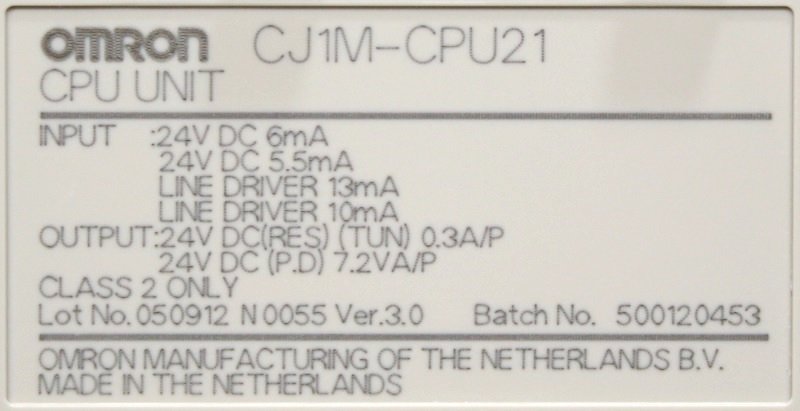 OMRON CJ1M-CPU21
CPU UNIT
INPUT :24V DC 6mA
24V DC 5.5mA
LINE DRIVER 13mA
LINE DRIVER 10mA
OUTPUT:24V DC(RES) (TUN) 0.3A/P
24V DC (P.D) 7.2VA/P
CLASS 2 ONLY
Lot No. 050912 N 0055 Ver.3.0 Batch No. 500120453
OMRON MANUFACTURING OF THE NETHERLANDS B.V.
MADE IN THE NETHERLANDS